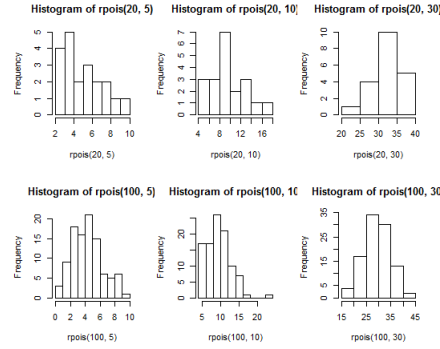 Histogram of rpois(20, 5)
Frequency
0 1 2 3 4 5
2 4 6 8 10
rpois(20, 5)
Histogram of rpois(20, 10)
Frequency
0 1 2 3 4 5 6 7
4 8 12 16
rpois(20, 10)
Histogram of rpois(20, 30)
Frequency
0 2 4 6 8 10
20 25 30 35 40
rpois(20, 30)
Histogram of rpois(100, 5)
Frequency
0 5 10 15 20
0 2 4 6 8 10
rpois(100, 5)
Histogram of rpois(100, 10
Frequency
0 5 15 25
5 10 15 20
rpois(100, 10)
Histogram of rpois(100, 30
Frequency
0 5 15 25 35
15 25 35 45
rpois(100, 30)